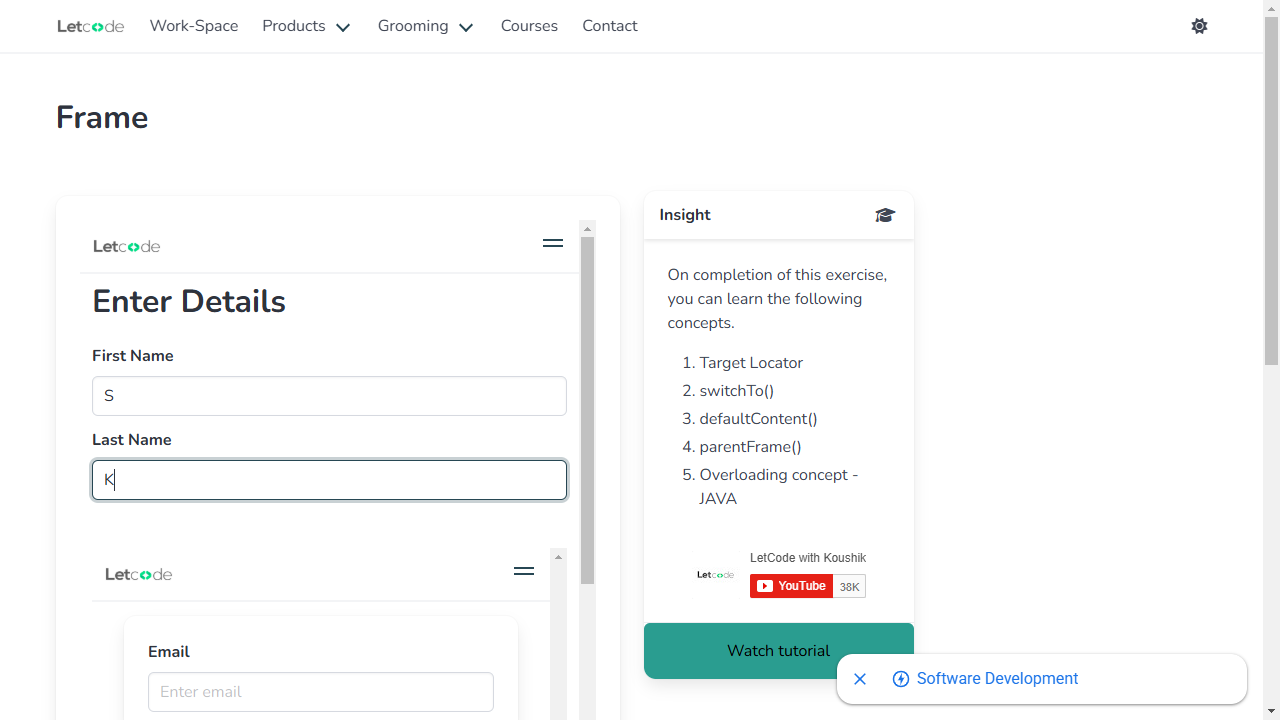 Letcode
Work-Space
Products
Grooming
Courses
Contact
Frame
Letcode
Enter Details
First Name
S
Last Name
K
Letcode
Email
Enter email
Insight
On completion of this exercise,
you can learn the following
concepts.
1. Target Locator
2. switchTo()
3. defaultContent()
4. parentFrame()
5. Overloading concept -
JAVA
Letcode
LetCode with Koushik
YouTube
38K
Watch tutorial
Software Development